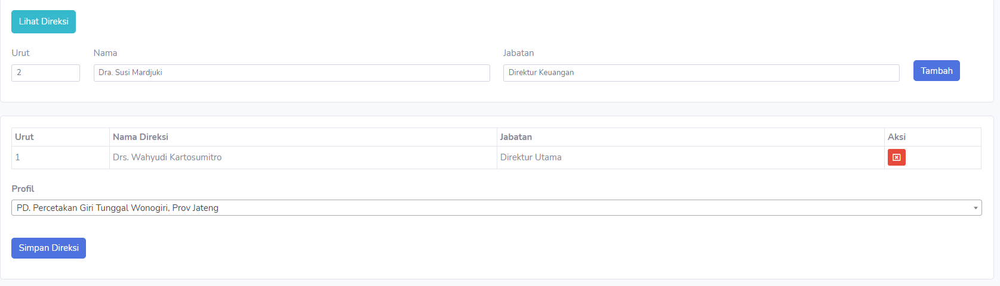 Lihat Direksi
Urut Nama Jabatan
2 Dra. Susi Mardjuki Direktur Keuangan Tambah
Urut Nama Direksi Jabatan Aksi
1 Drs. Wahyudi Kartosumitro Direktur Utama
Profil
PD. Percetakan Giri Tunggal Wonogiri, Prov Jateng
Simpan Direksi